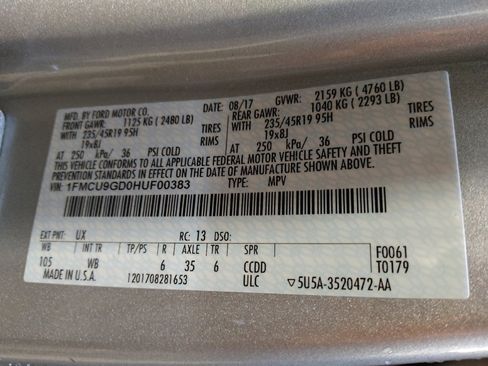 MFD. BY FORD MOTOR CO.
DATE: 08/17 GVWR: 2159 KG ( 4760 LB)
FRONT GAWR: 1125 KG ( 2480 LB) REAR GAWR: 1040 KG ( 2293 LB)
WITH 235/45R19 95H TIRES WITH 235/45R19 95H TIRES
19x8J RIMS 19x8J RIMS
AT 250 kPa/ 36 PSI COLD AT 250 kPa/ 36 PSI COLD
THIS VEHICLE CONFORMS TO ALL APPLICABLE FEDERAL MOTOR VEHICLE SAFETY AND THEFT
PREVENTION STANDARDS IN EFFECT ON THE DATE OF MANUFACTURE SHOWN ABOVE.
VIN: 1FMCU9GD0HUF00383 TYPE: MPV
EXT PNT: UX RC: 13 DSO:
WB INT TR TP/PS R AXLE TR SPR F0061
105 WB 6 35 6 CCDD T0179
MADE IN U.S.A. 1201708281653 ULC 5U5A-3520472-AA